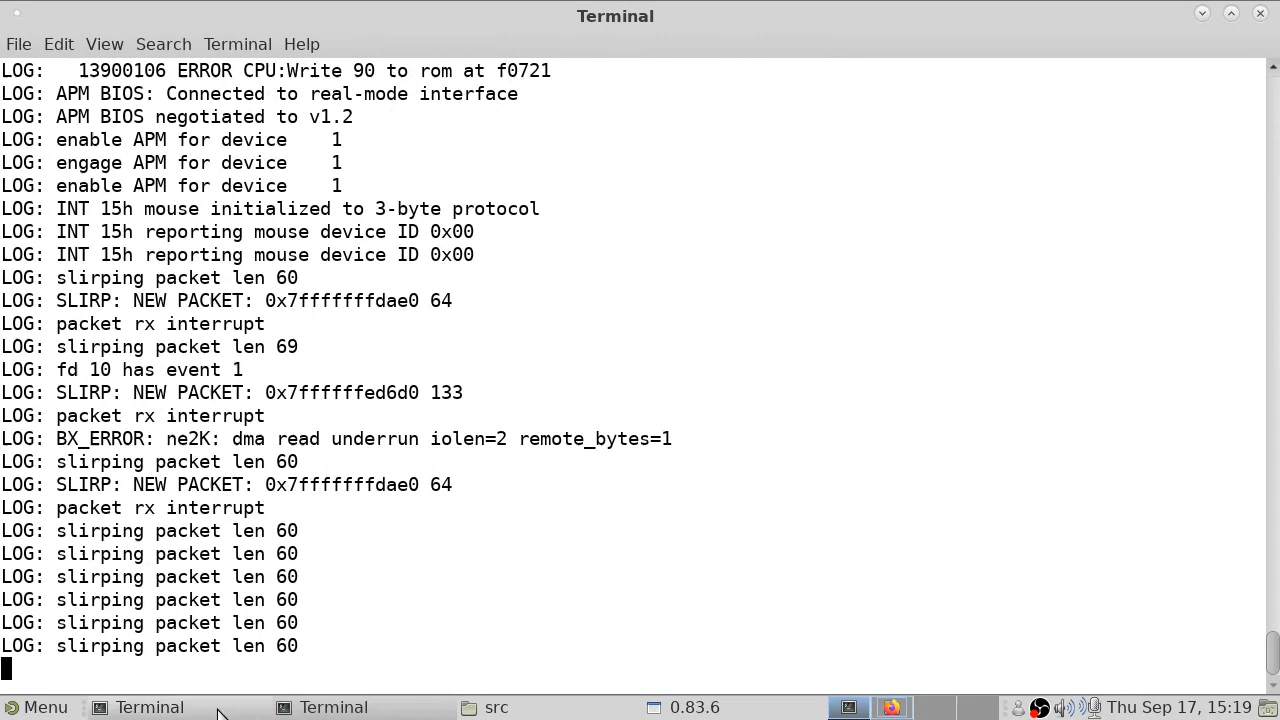 Terminal
File Edit View Search Terminal Help
LOG:   13900106 ERROR CPU:Write 90 to rom at f0721
LOG: APM BIOS: Connected to real-mode interface
LOG: APM BIOS negotiated to v1.2
LOG: enable APM for device    1
LOG: engage APM for device    1
LOG: enable APM for device    1
LOG: INT 15h mouse initialized to 3-byte protocol
LOG: INT 15h reporting mouse device ID 0x00
LOG: INT 15h reporting mouse device ID 0x00
LOG: slirping packet len 60
LOG: SLIRP: NEW PACKET: 0x7fffffffdae0 64
LOG: packet rx interrupt
LOG: slirping packet len 69
LOG: fd 10 has event 1
LOG: SLIRP: NEW PACKET: 0x7ffffffed6d0 133
LOG: packet rx interrupt
LOG: BX_ERROR: ne2K: dma read underrun iolen=2 remote_bytes=1
LOG: slirping packet len 60
LOG: SLIRP: NEW PACKET: 0x7fffffffdae0 64
LOG: packet rx interrupt
LOG: slirping packet len 60
LOG: slirping packet len 60
LOG: slirping packet len 60
LOG: slirping packet len 60
LOG: slirping packet len 60
LOG: slirping packet len 60
Menu Terminal Terminal src 0.83.6 Thu Sep 17, 15:19